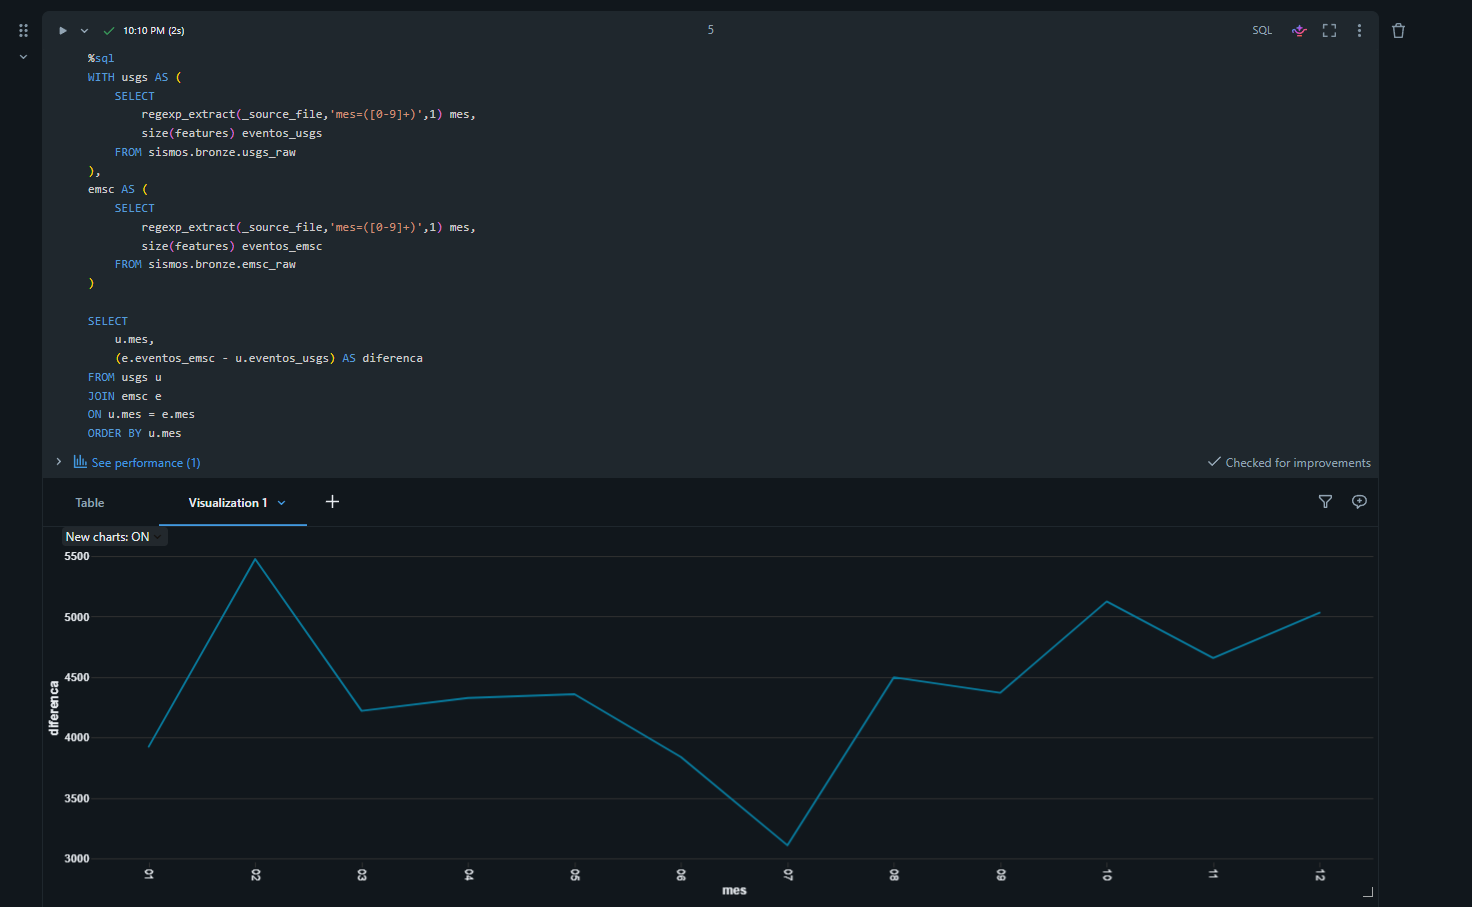 10:10 PM (2s)
5
SQL
%sql
WITH usgs AS (
SELECT
regexp_extract(_source_file,'mes=([0-9]+)',1) mes,
size(features) eventos_usgs
FROM sismos.bronze.usgs_raw
),
emsc AS (
SELECT
regexp_extract(_source_file,'mes=([0-9]+)',1) mes,
size(features) eventos_emsc
FROM sismos.bronze.emsc_raw
)
SELECT
u.mes,
(e.eventos_emsc - u.eventos_usgs) AS diferenca
FROM usgs u
JOIN emsc e
ON u.mes = e.mes
ORDER BY u.mes
See performance (1)
Checked for improvements
Table
Visualization 1
New charts: ON
5500
5000
4500
4000
3500
3000
diferenca
01
02
03
04
05
06
07
08
09
10
11
12
mes